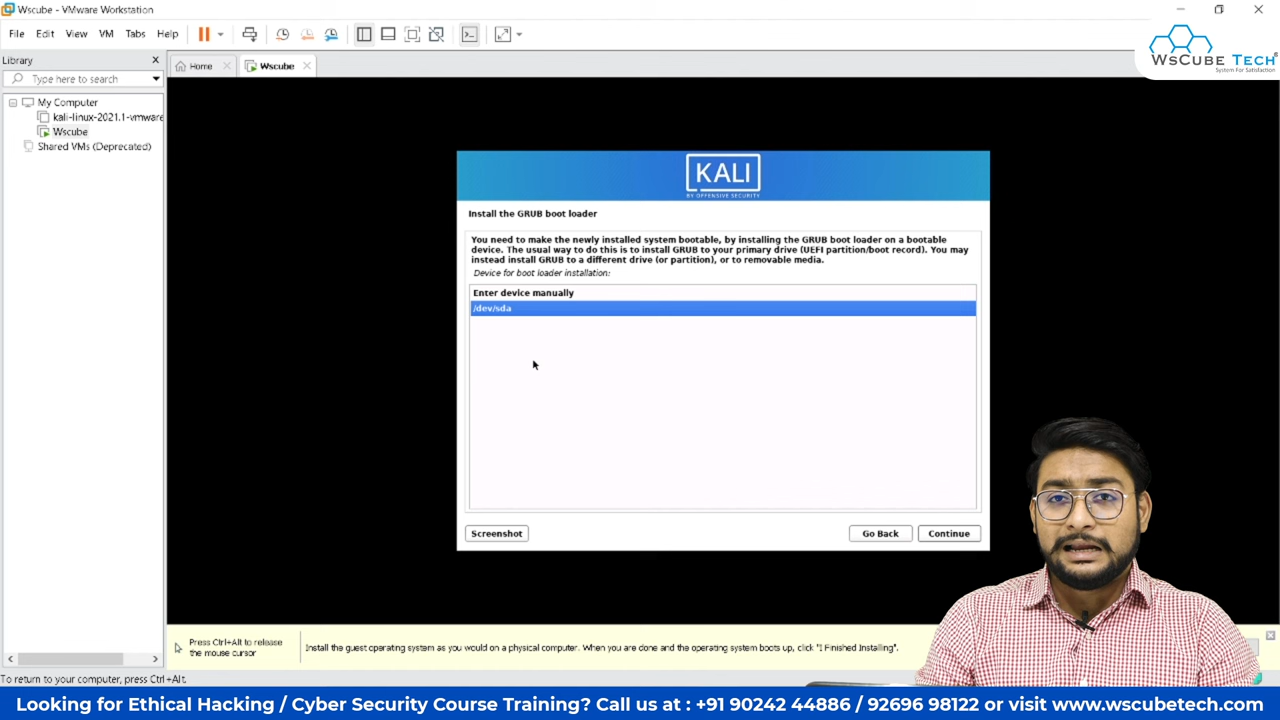 Wscube - VMware Workstation
File Edit View VM Tabs Help
WsCUBE TECH
System For Satisfaction
Library
Home
Wscube
Type here to search
My Computer
kali-linux-2021.1-vmware
Wscube
Shared VMs (Deprecated)
KALI
BY OFFENSIVE SECURITY
Install the GRUB boot loader
You need to make the newly installed system bootable, by installing the GRUB boot loader on a bootable
device. The usual way to do this is to install GRUB to your primary drive (UEFI partition/boot record). You may
instead install GRUB to a different drive (or partition), or to removable media.
Device for boot loader installation:
Enter device manually
/dev/sda
Screenshot
Go Back
Continue
Press Ctrl+Alt to release
the mouse cursor
Install the guest operating system as you would on a physical computer. When you are done and the operating system boots up, click "I Finished Installing".
To return to your computer, press Ctrl+Alt.
Looking for Ethical Hacking / Cyber Security Course Training? Call us at : +91 90242 44886 / 92696 98122 or visit www.wscubetech.com